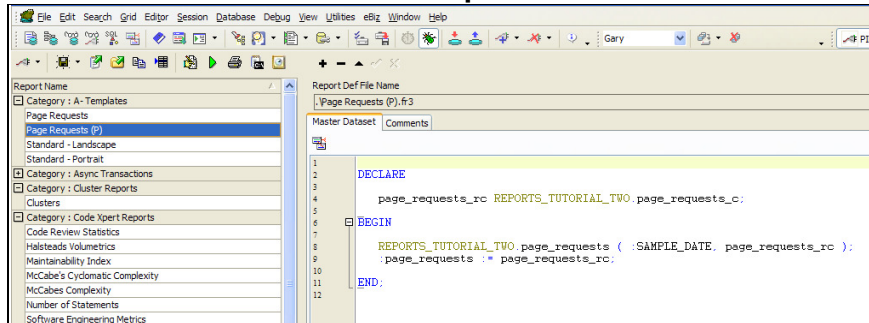 File Edit Search Grid Editor Session Database Debug View Utilities eBiz Window Help
Gary
Report Name
Category : A- Templates
Page Requests
Page Requests (P)
Standard - Landscape
Standard - Portrait
Category : Async Transactions
Category : Cluster Reports
Clusters
Category : Code Xpert Reports
Code Review Statistics
Halsteads Volumetrics
Maintainability Index
McCabe's Cyclomatic Complexity
McCabes Complexity
Number of Statements
Software Engineering Metrics
Report Def File Name
.\Page Requests (P).fr3
Master Dataset Comments
1
2 DECLARE
3
4 page_requests_rc REPORTS_TUTORIAL_TWO.page_requests_c;
5
6 BEGIN
7
8 REPORTS_TUTORIAL_TWO.page_requests ( :SAMPLE_DATE, page_requests_rc );
9 :page_requests := page_requests_rc;
10
11 END;
12